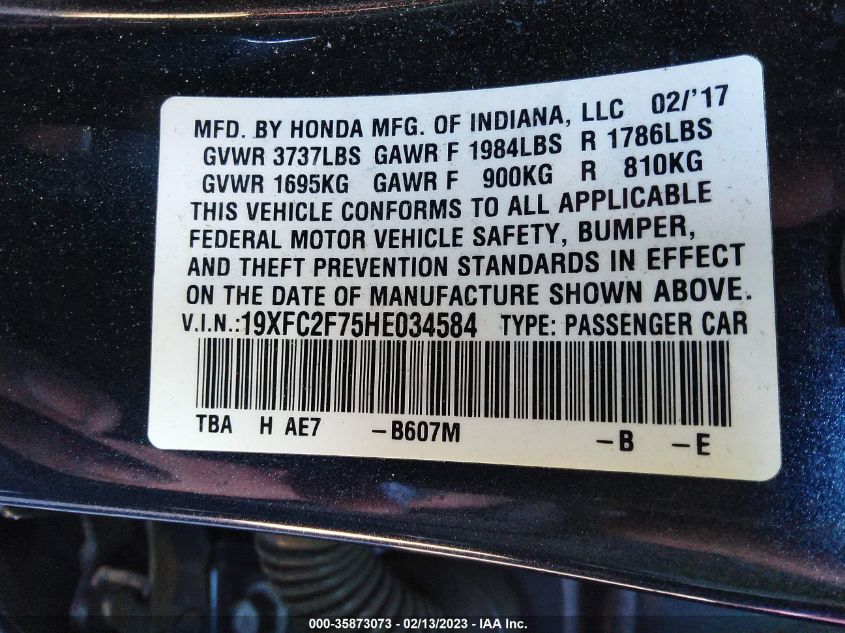 MFD. BY HONDA MFG. OF INDIANA, LLC 02/'17
GVWR 3737LBS GAWR F 1984LBS R 1786LBS
GVWR 1695KG GAWR F 900KG R 810KG
THIS VEHICLE CONFORMS TO ALL APPLICABLE
FEDERAL MOTOR VEHICLE SAFETY, BUMPER,
AND THEFT PREVENTION STANDARDS IN EFFECT
ON THE DATE OF MANUFACTURE SHOWN ABOVE.
V.I.N.:19XFC2F75HE034584 TYPE: PASSENGER CAR
TBA H AE7 -B607M -B -E
000-35873073 - 02/13/2023 - IAA Inc.